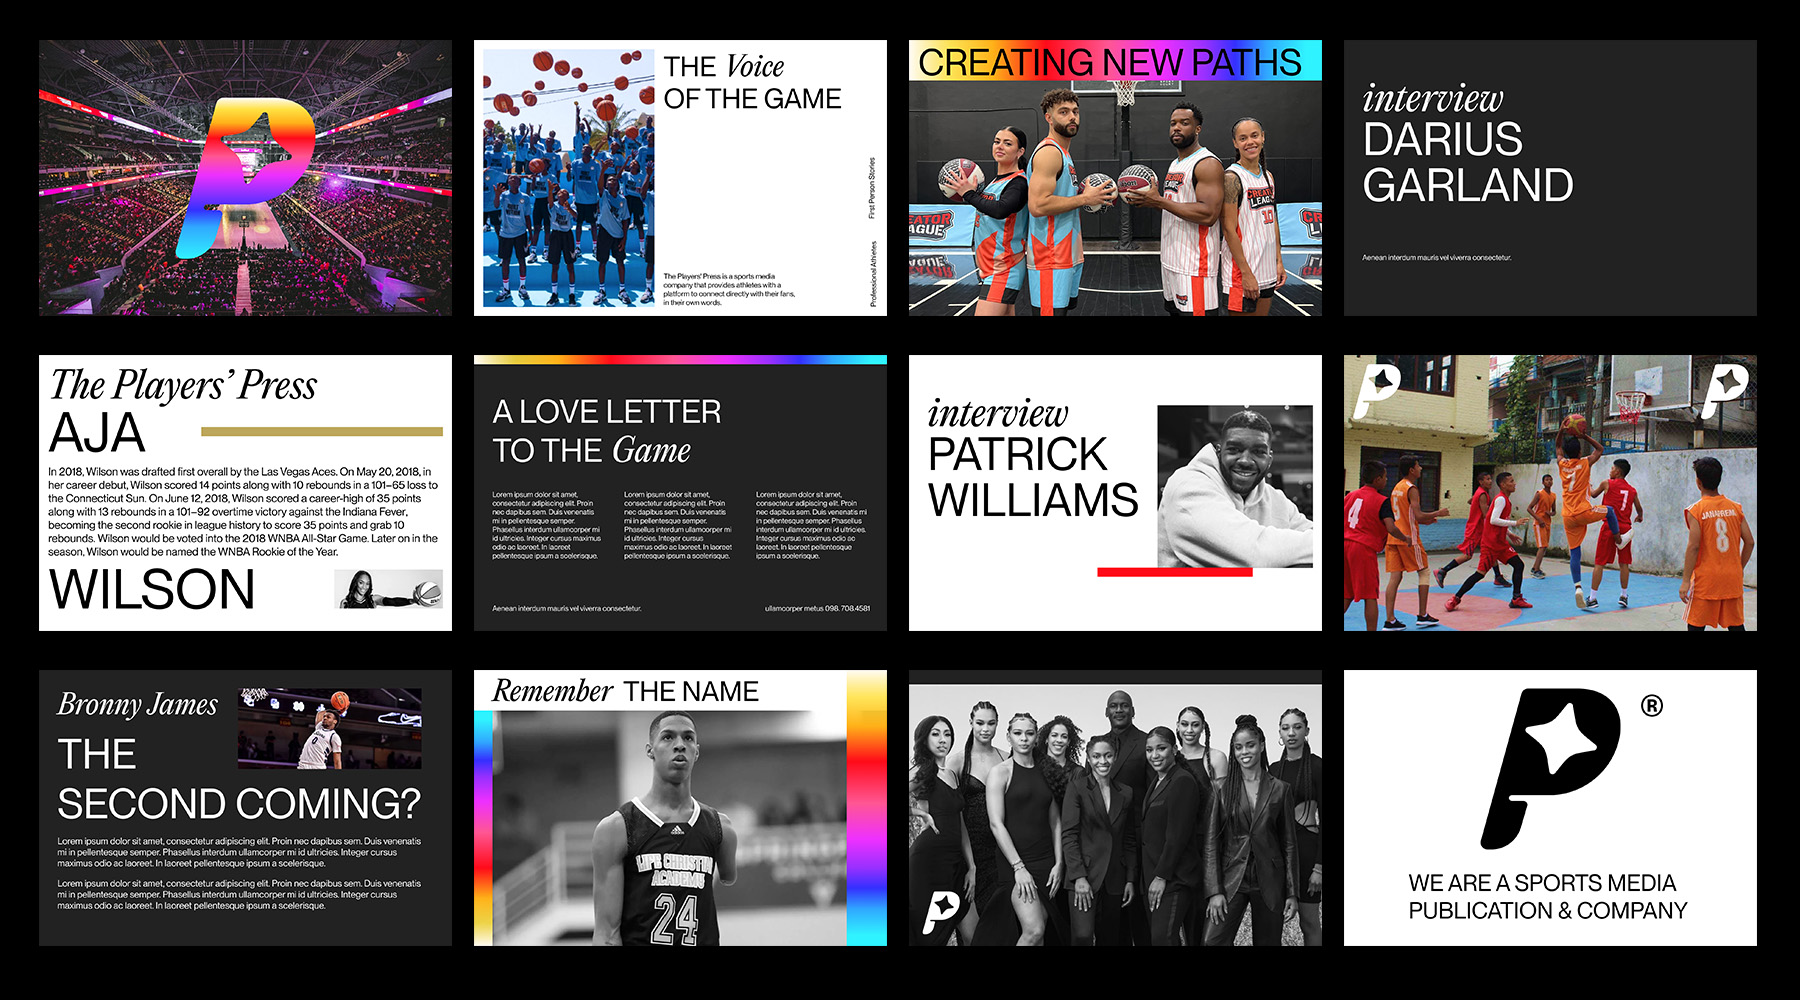 THE Voice
OF THE GAME
First Person Stories
Professional Athletes
The Players' Press is a sports media
company that provides athletes with a
platform to connect directly with their fans,
in their own words.
CREATING NEW PATHS
CREATOR
LEAGUE
interview
DARIUS
GARLAND
Aenean interdum mauris vel viverra consectetur.
The Players' Press
AJA
In 2018, Wilson was drafted first overall by the Las Vegas Aces. On May 20, 2018, in
her career debut, Wilson scored 14 points along with 10 rebounds in a 101–65 loss to
the Connecticut Sun. On June 12, 2018, Wilson scored a career-high of 35 points
along with 13 rebounds in a 101–92 overtime victory against the Indiana Fever,
becoming the second rookie in league history to score 35 points and grab 10
rebounds. Wilson would be voted into the 2018 WNBA All-Star Game. Later on in the
season, Wilson would be named the WNBA Rookie of the Year.
WILSON
A LOVE LETTER
TO THE Game
Lorem ipsum dolor sit amet,
consectetur adipiscing elit. Proin
nec dapibus sem. Duis venenatis
mi in pellentesque semper.
Phasellus interdum ullamcorper mi
id ultricies. Integer cursus maximus
odio ac laoreet. In laoreet
pellentesque ipsum a scelerisque.
Lorem ipsum dolor sit amet,
consectetur adipiscing elit. Proin
nec dapibus sem. Duis venenatis
mi in pellentesque semper.
Phasellus interdum ullamcorper mi
id ultricies. Integer cursus
maximus odio ac laoreet. In laoreet
pellentesque ipsum a scelerisque.
Lorem ipsum dolor sit amet,
consectetur adipiscing elit. Proin
nec dapibus sem. Duis venenatis mi
in pellentesque semper. Phasellus
interdum ullamcorper mi id ultricies.
Integer cursus maximus odio ac
laoreet. In laoreet pellentesque
ipsum a scelerisque.
Aenean interdum mauris vel viverra consectetur.
ullamcorper metus 098. 708.4581
interview
PATRICK
WILLIAMS
4
7
7
8
Bronny James
THE
SECOND COMING?
0
Lorem ipsum dolor sit amet, consectetur adipiscing elit. Proin nec dapibus sem. Duis venenatis
mi in pellentesque semper. Phasellus interdum ullamcorper mi id ultricies. Integer cursus
maximus odio ac laoreet. In laoreet pellentesque ipsum a scelerisque.
Lorem ipsum dolor sit amet, consectetur adipiscing elit. Proin nec dapibus sem. Duis venenatis
mi in pellentesque semper. Phasellus interdum ullamcorper mi id ultricies. Integer cursus
maximus odio ac laoreet. In laoreet pellentesque ipsum a scelerisque.
Remember THE NAME
adidas
LIFE CHRISTIAN
ACADEMY
24
P
P ®
WE ARE A SPORTS MEDIA
PUBLICATION & COMPANY